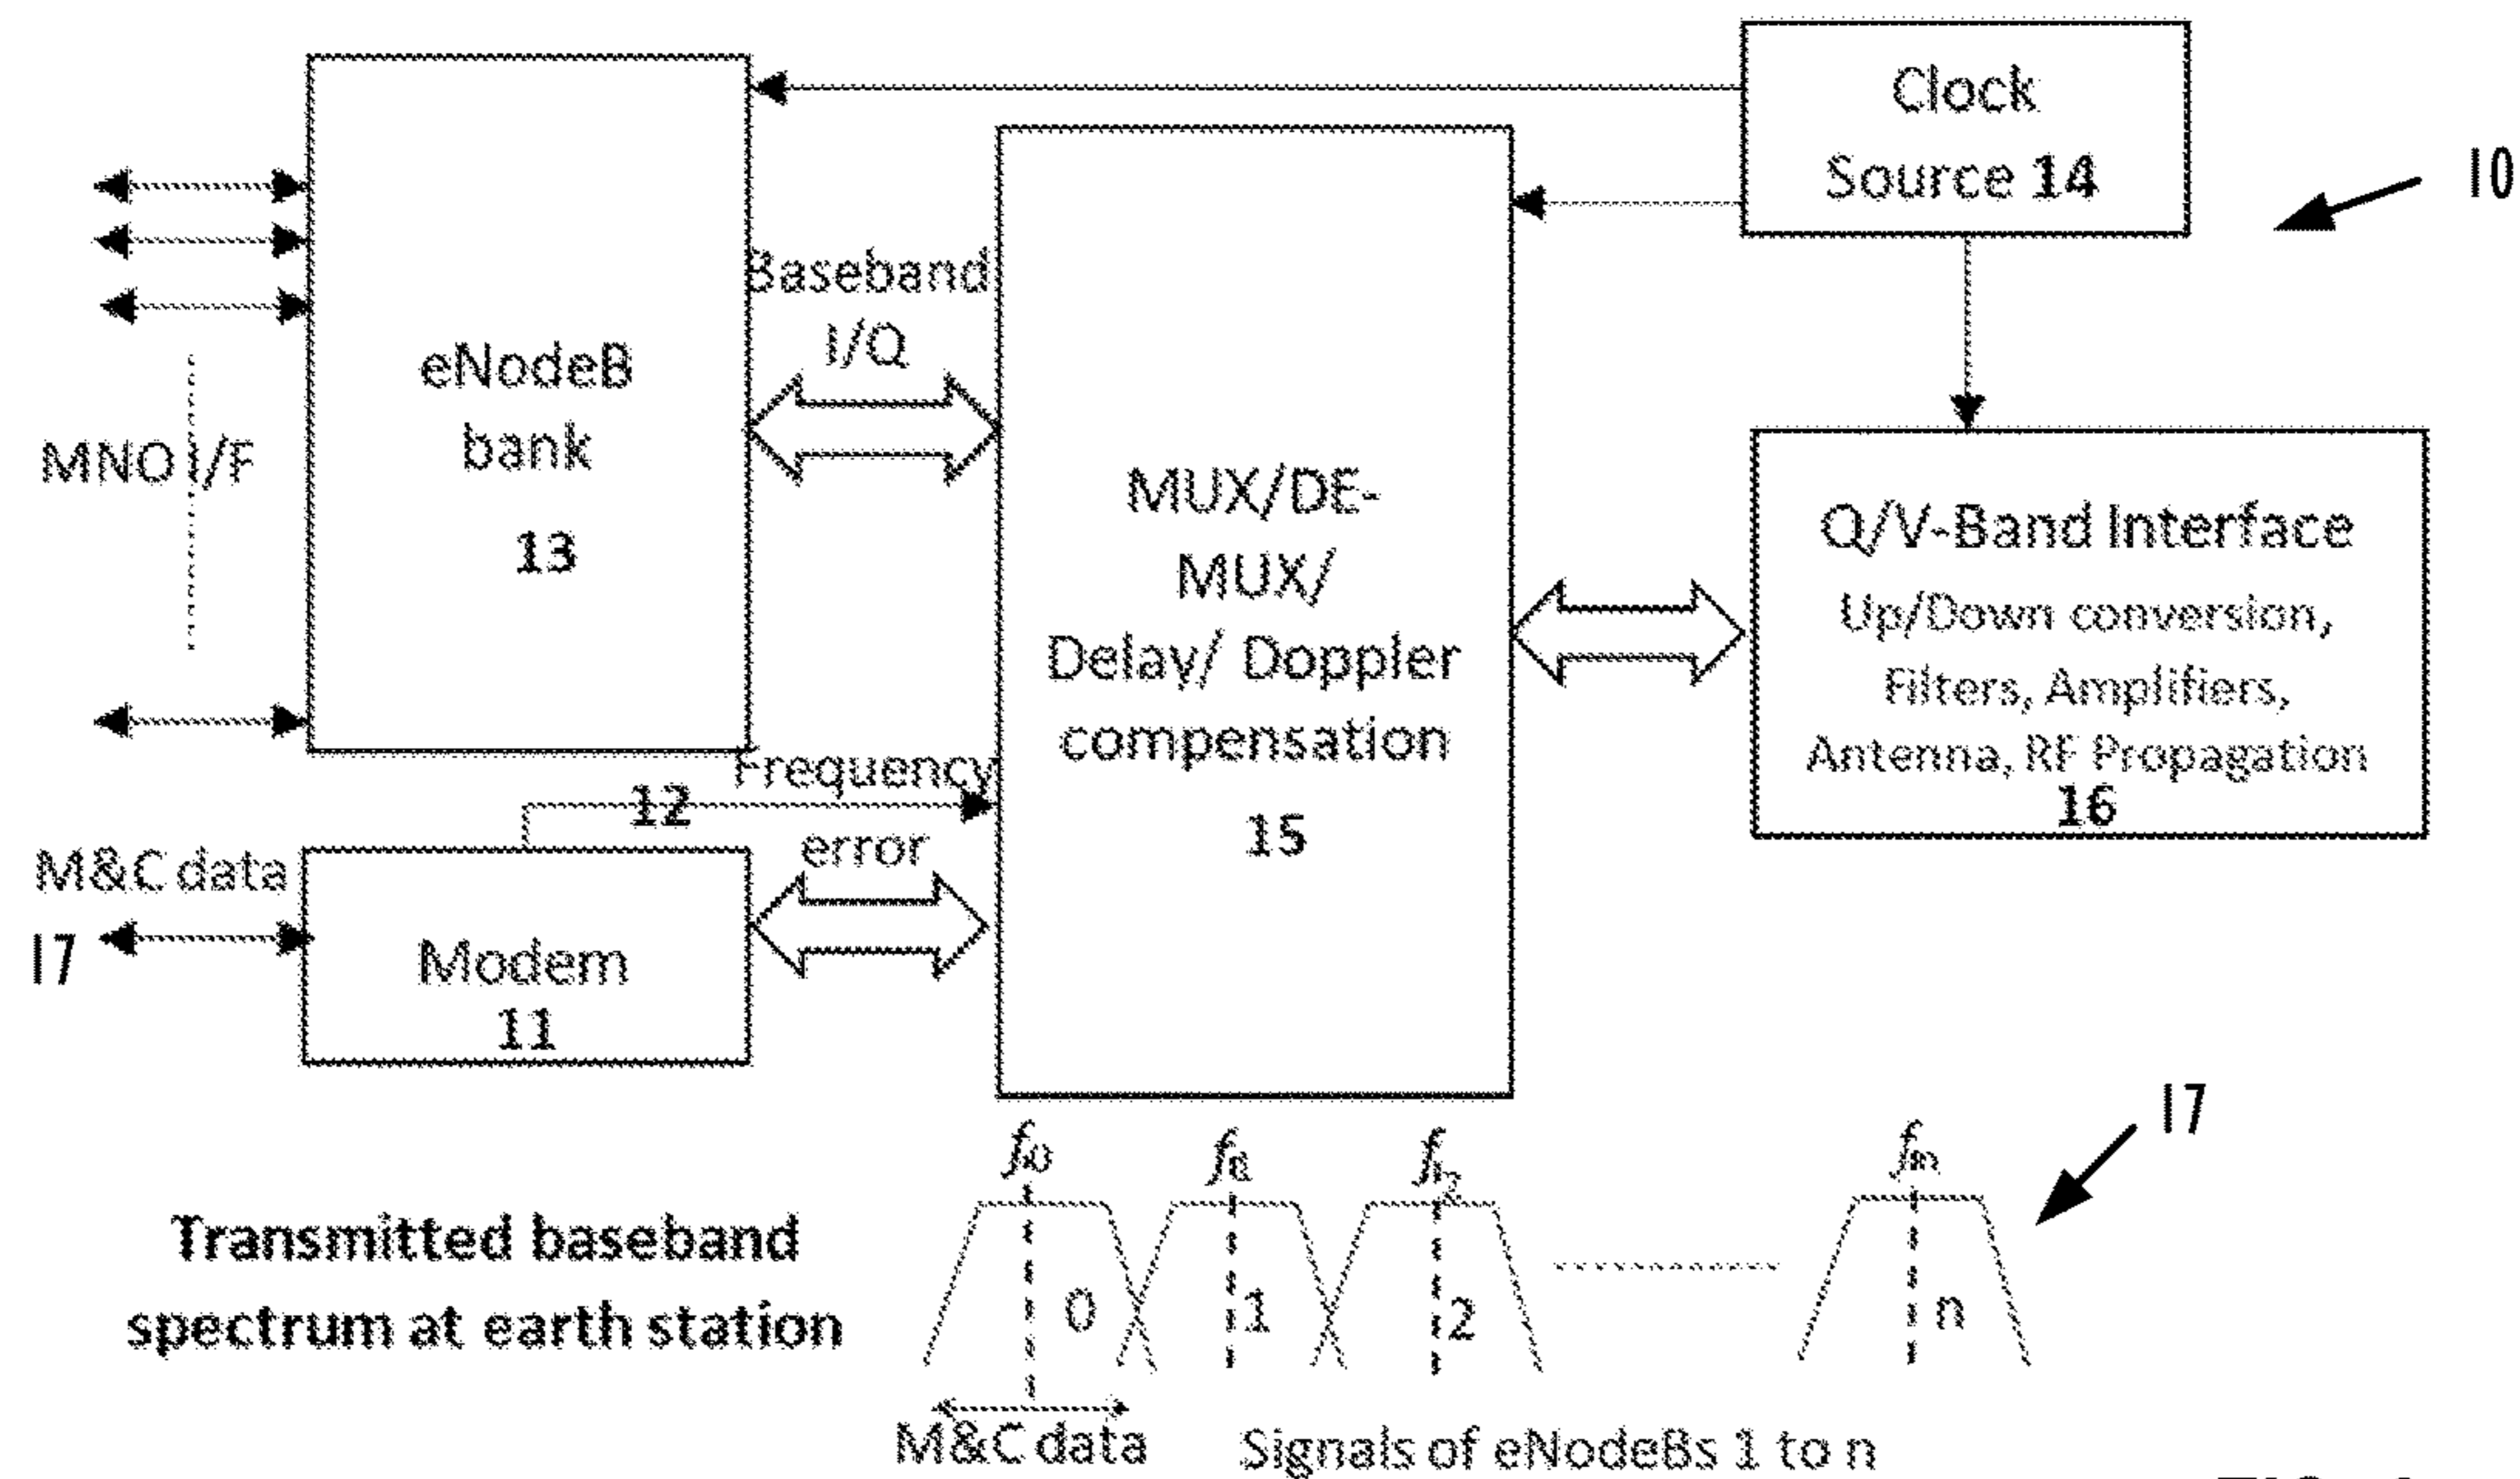 Clock
Source 14
10
Baseband
I/Q
eNodeB
bank
13
MNO I/F
MUX/DE-
MUX/
Delay/ Doppler
compensation
15
Q/V-Band Interface
Up/Down conversion,
Filters, Amplifiers,
Antenna, RF Propagation
16
Frequency
12
error
M&C data
17
Modem
11
f0
f1
f2
fn
17
Transmitted baseband
spectrum at earth station
0
1
2
n
M&C data
Signals of eNodeBs 1 to n